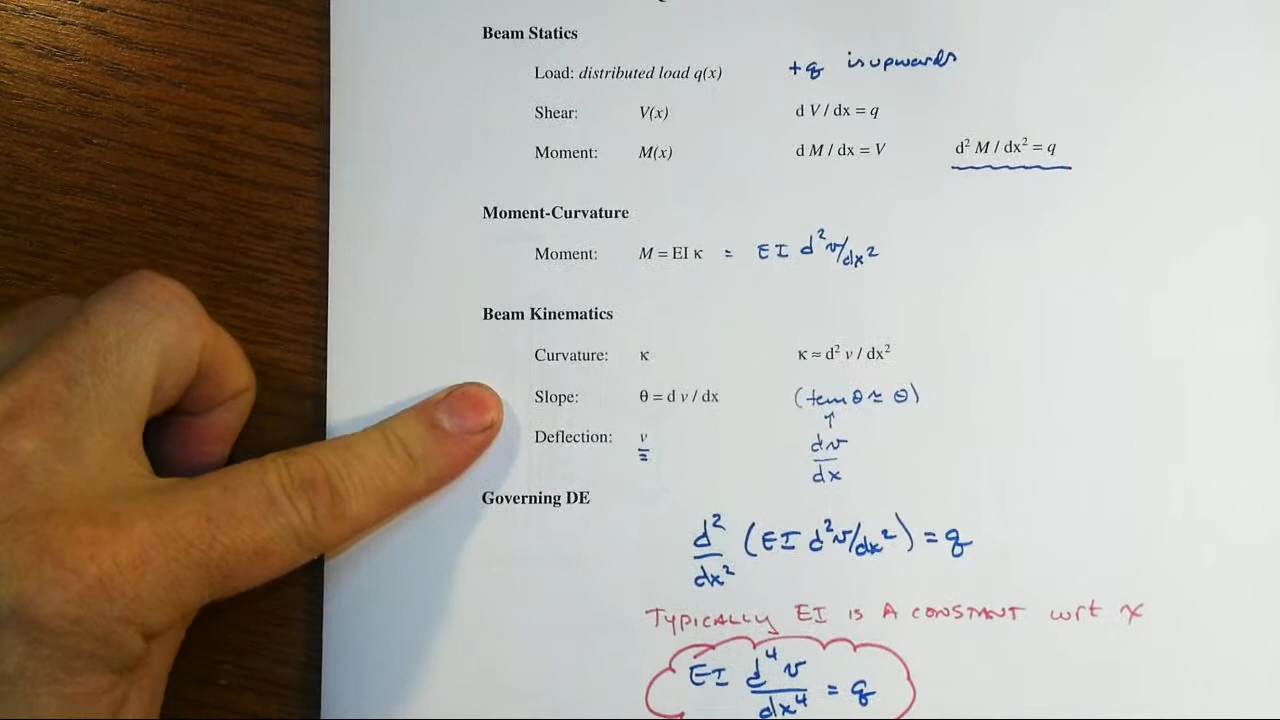 Beam Statics
Load: distributed load q(x) +q is upwards
Shear: V(x) d V / dx = q
Moment: M(x) d M / dx = V d² M / dx² = q
Moment-Curvature
Moment: M = EI κ = EI d²v/dx²
Beam Kinematics
Curvature: κ κ ≈ d² v / dx²
Slope: θ = d v / dx (tan θ ≈ θ)
↑
Deflection: v dv/dx
Governing DE
d²/dx² (EI d²v/dx²) = q
TYPICALLY EI IS A CONSTANT wrt x
EI d⁴v/dx⁴ = q